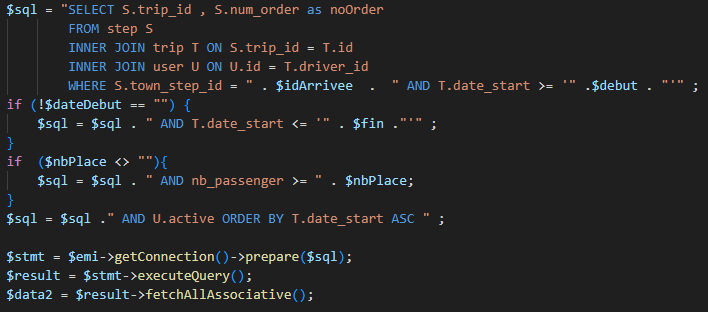 $sql = "SELECT S.trip_id , S.num_order as noOrder
FROM step S
INNER JOIN trip T ON S.trip_id = T.id
INNER JOIN user U ON U.id = T.driver_id
WHERE S.town_step_id = " . $idArrivee  .  " AND T.date_start >= '" .$debut . "'" ;
if (!$dateDebut == "") {
$sql = $sql . " AND T.date_start <= '" . $fin ."'" ;
}
if  ($nbPlace <> ""){
$sql = $sql . " AND nb_passenger >= " . $nbPlace;
}
$sql = $sql ." AND U.active ORDER BY T.date_start ASC " ;
$stmt = $emi->getConnection()->prepare($sql);
$result = $stmt->executeQuery();
$data2 = $result->fetchAllAssociative();